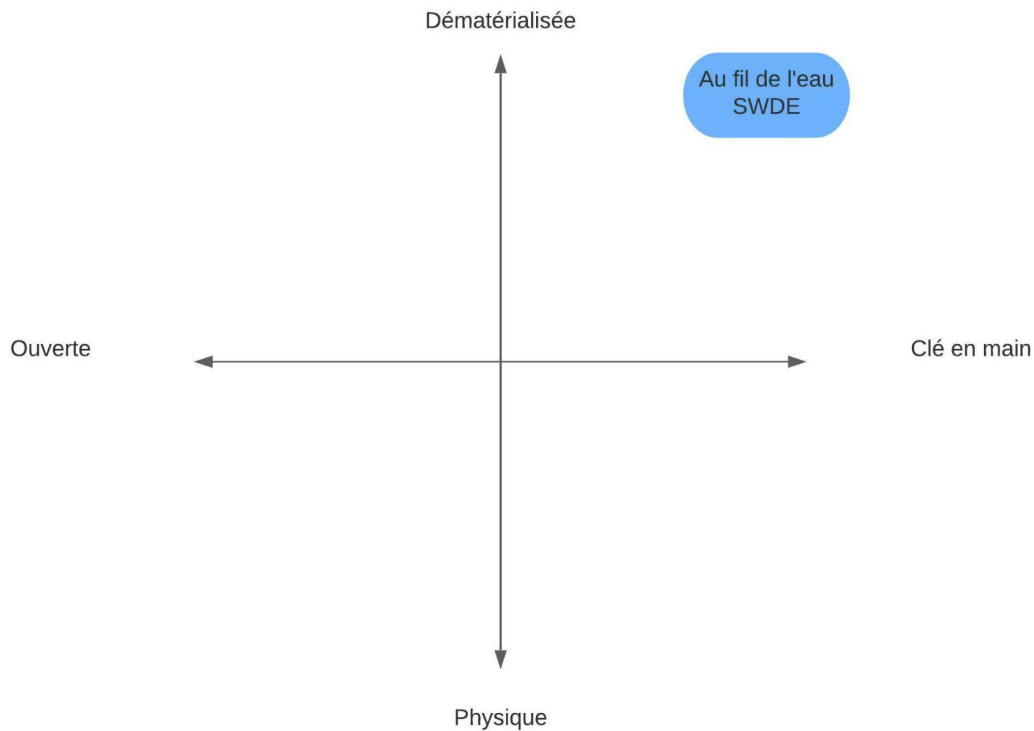 Dématérialisée
Au fil de l'eau
SWDE
Ouverte
Clé en main
Physique